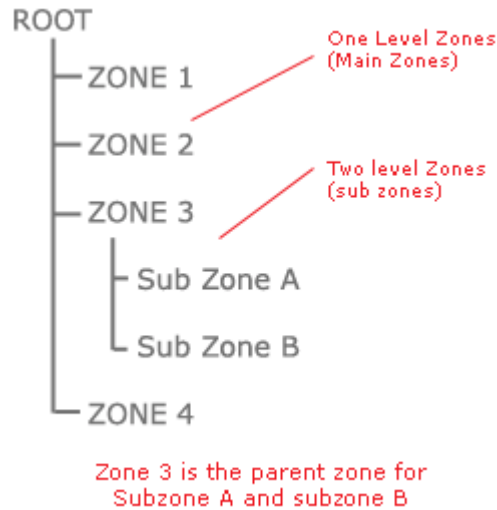 ROOT
One Level Zones
(Main Zones)
ZONE 1
ZONE 2
Two level Zones
(sub zones)
ZONE 3
Sub Zone A
Sub Zone B
ZONE 4
Zone 3 is the parent zone for
Subzone A and subzone B